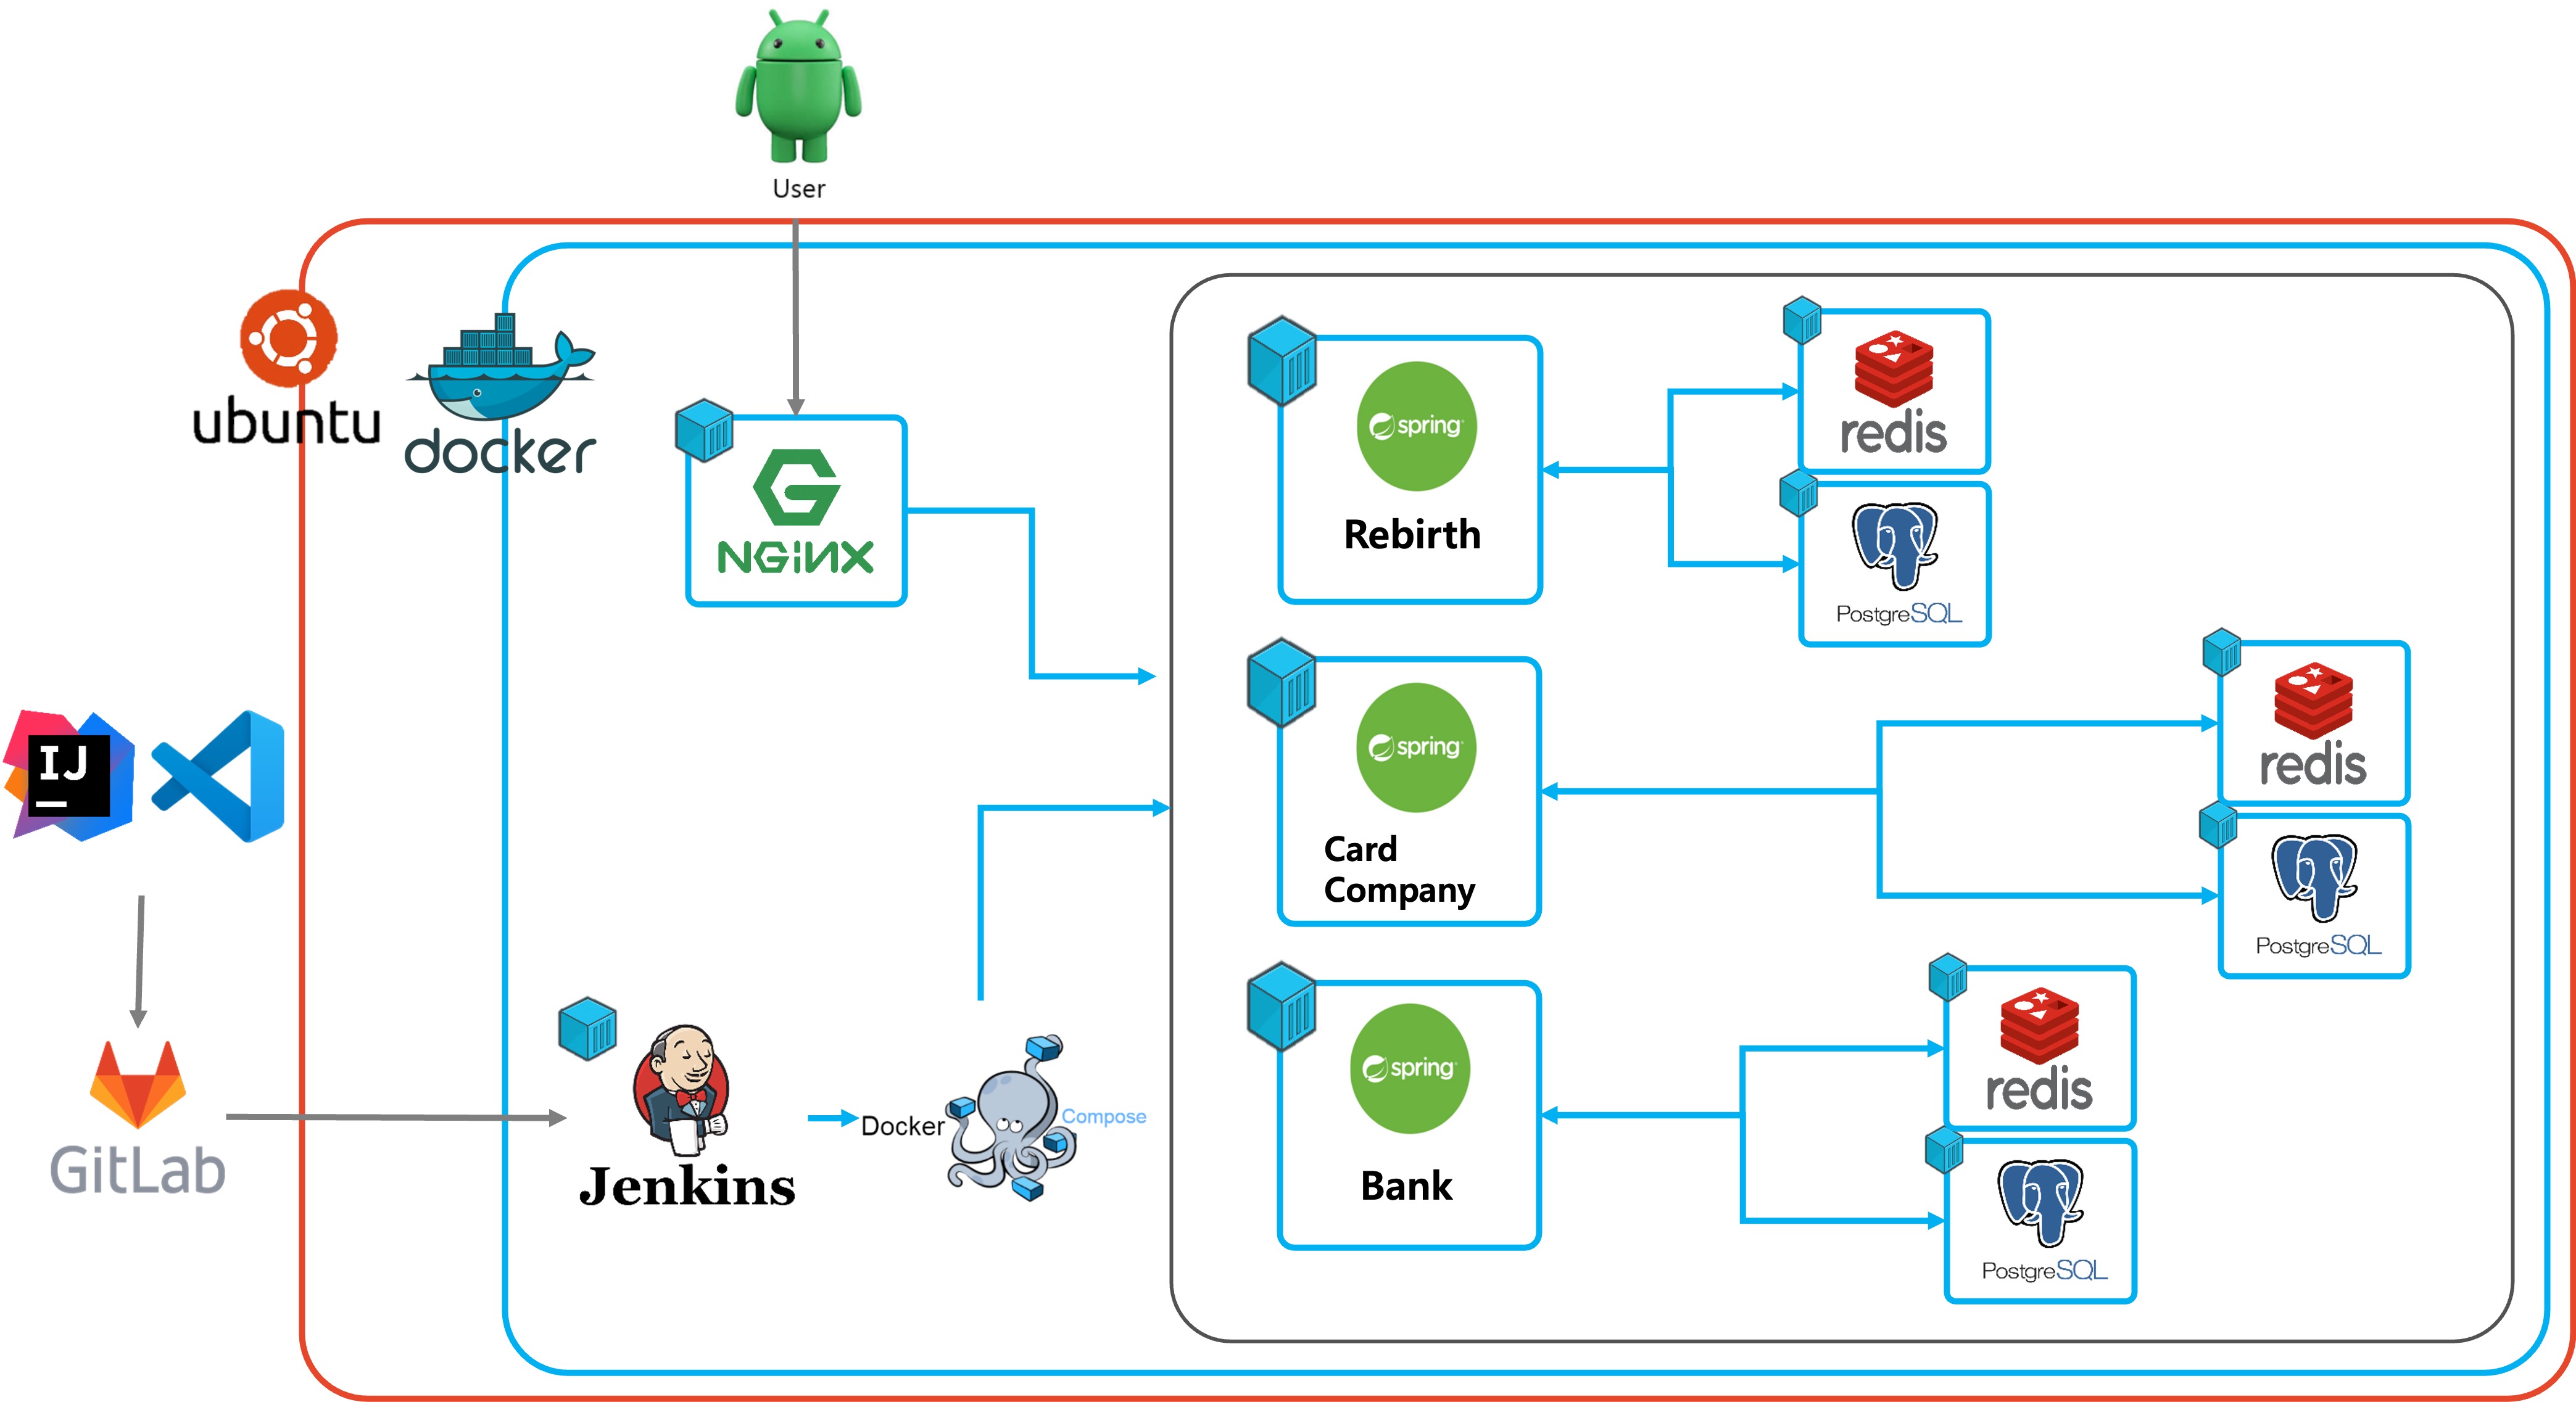 User
ubuntu
docker
NGiNX
spring
Rebirth
redis
PostgreSQL
IJ
spring
Card
Company
redis
PostgreSQL
GitLab
Jenkins
Docker
Compose
spring
Bank
redis
PostgreSQL